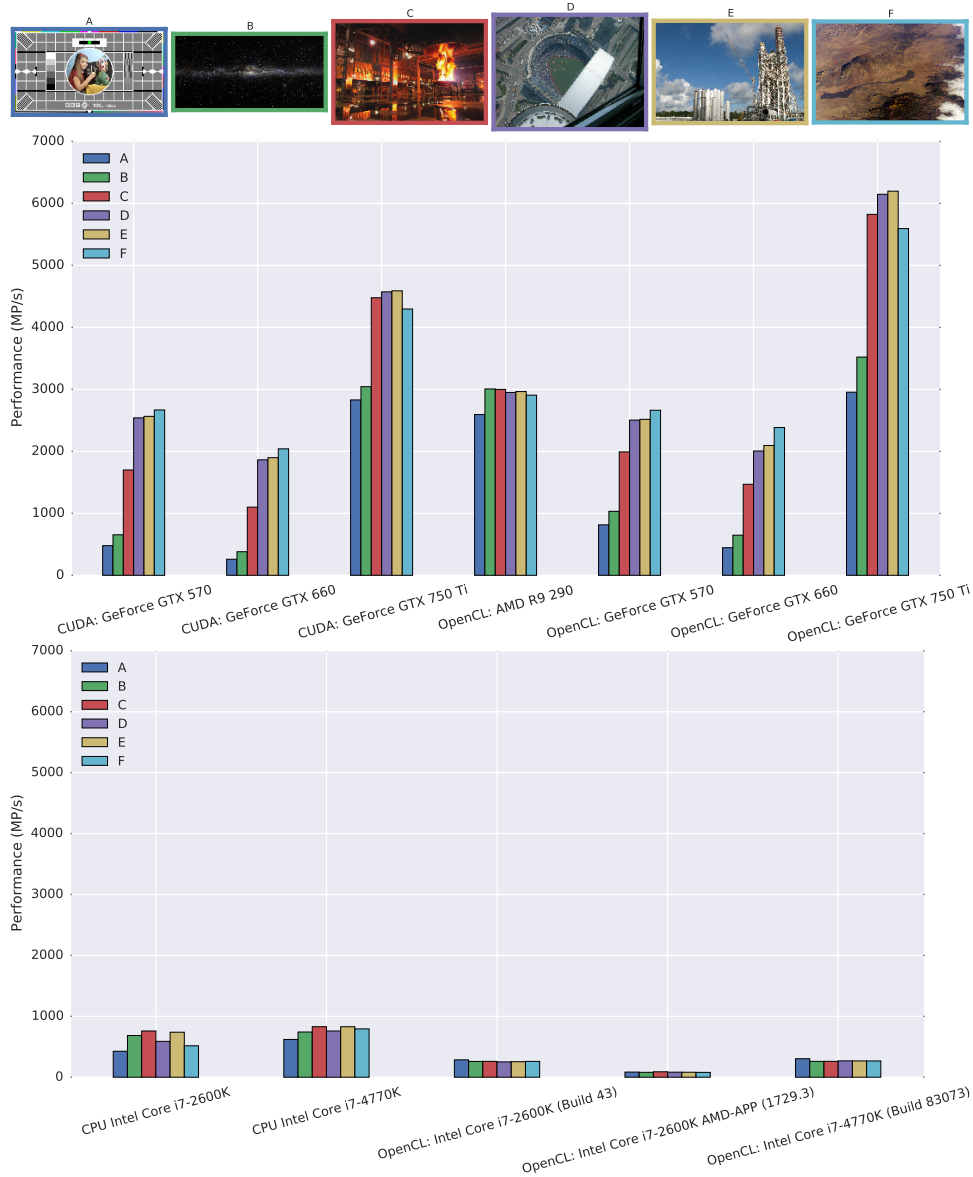 A
B
C
D
E
F
7000
6000
5000
4000
3000
2000
1000
0
Performance (MP/s)
A
B
C
D
E
F
CUDA: GeForce GTX 570
CUDA: GeForce GTX 660
CUDA: GeForce GTX 750 Ti
OpenCL: AMD R9 290
OpenCL: GeForce GTX 570
OpenCL: GeForce GTX 660
OpenCL: GeForce GTX 750 Ti
7000
6000
5000
4000
3000
2000
1000
0
Performance (MP/s)
A
B
C
D
E
F
CPU Intel Core i7-2600K
CPU Intel Core i7-4770K
OpenCL: Intel Core i7-2600K (Build 43)
OpenCL: Intel Core i7-2600K AMD-APP (1729.3)
OpenCL: Intel Core i7-4770K (Build 83073)